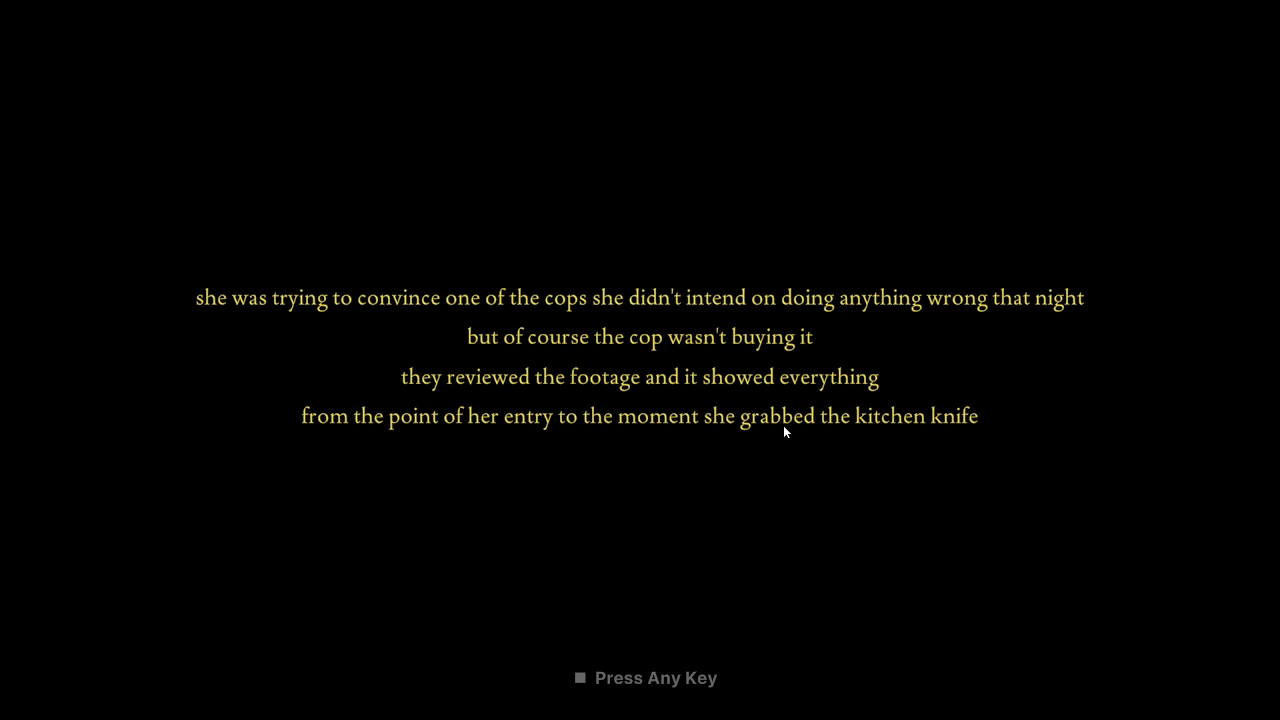 she was trying to convince one of the cops she didn't intend on doing anything wrong that night
but of course the cop wasn't buying it
they reviewed the footage and it showed everything
from the point of her entry to the moment she grabbed the kitchen knife
Press Any Key